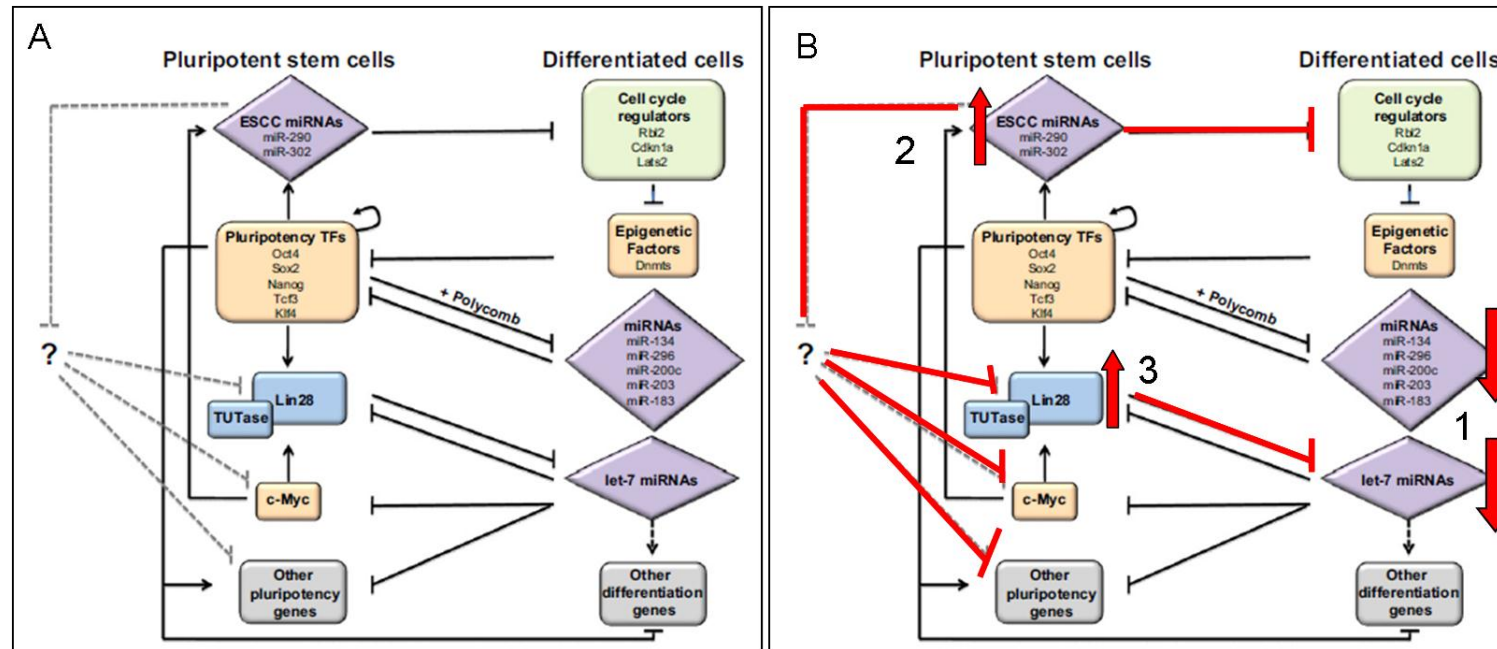 A
Pluripotent stem cells
Differentiated cells
ESCC miRNAs
miR-290
miR-302
Cell cycle
regulators
Rbl2
Cdkn1a
Lats2
Pluripotency TFs
Oct4
Sox2
Nanog
Tcf3
Klf4
Epigenetic
Factors
Dnmts
+ Polycomb
miRNAs
miR-134
miR-296
miR-200c
miR-203
miR-183
?
Lin28
TUTase
let-7 miRNAs
c-Myc
Other
pluripotency
genes
Other
differentiation
genes
B
Pluripotent stem cells
Differentiated cells
ESCC miRNAs
miR-290
miR-302
2
Cell cycle
regulators
Rbl2
Cdkn1a
Lats2
Pluripotency TFs
Oct4
Sox2
Nanog
Tcf3
Klf4
Epigenetic
Factors
Dnmts
+ Polycomb
miRNAs
miR-134
miR-296
miR-200c
miR-203
miR-183
?
3
Lin28
TUTase
1
let-7 miRNAs
c-Myc
Other
pluripotency
genes
Other
differentiation
genes